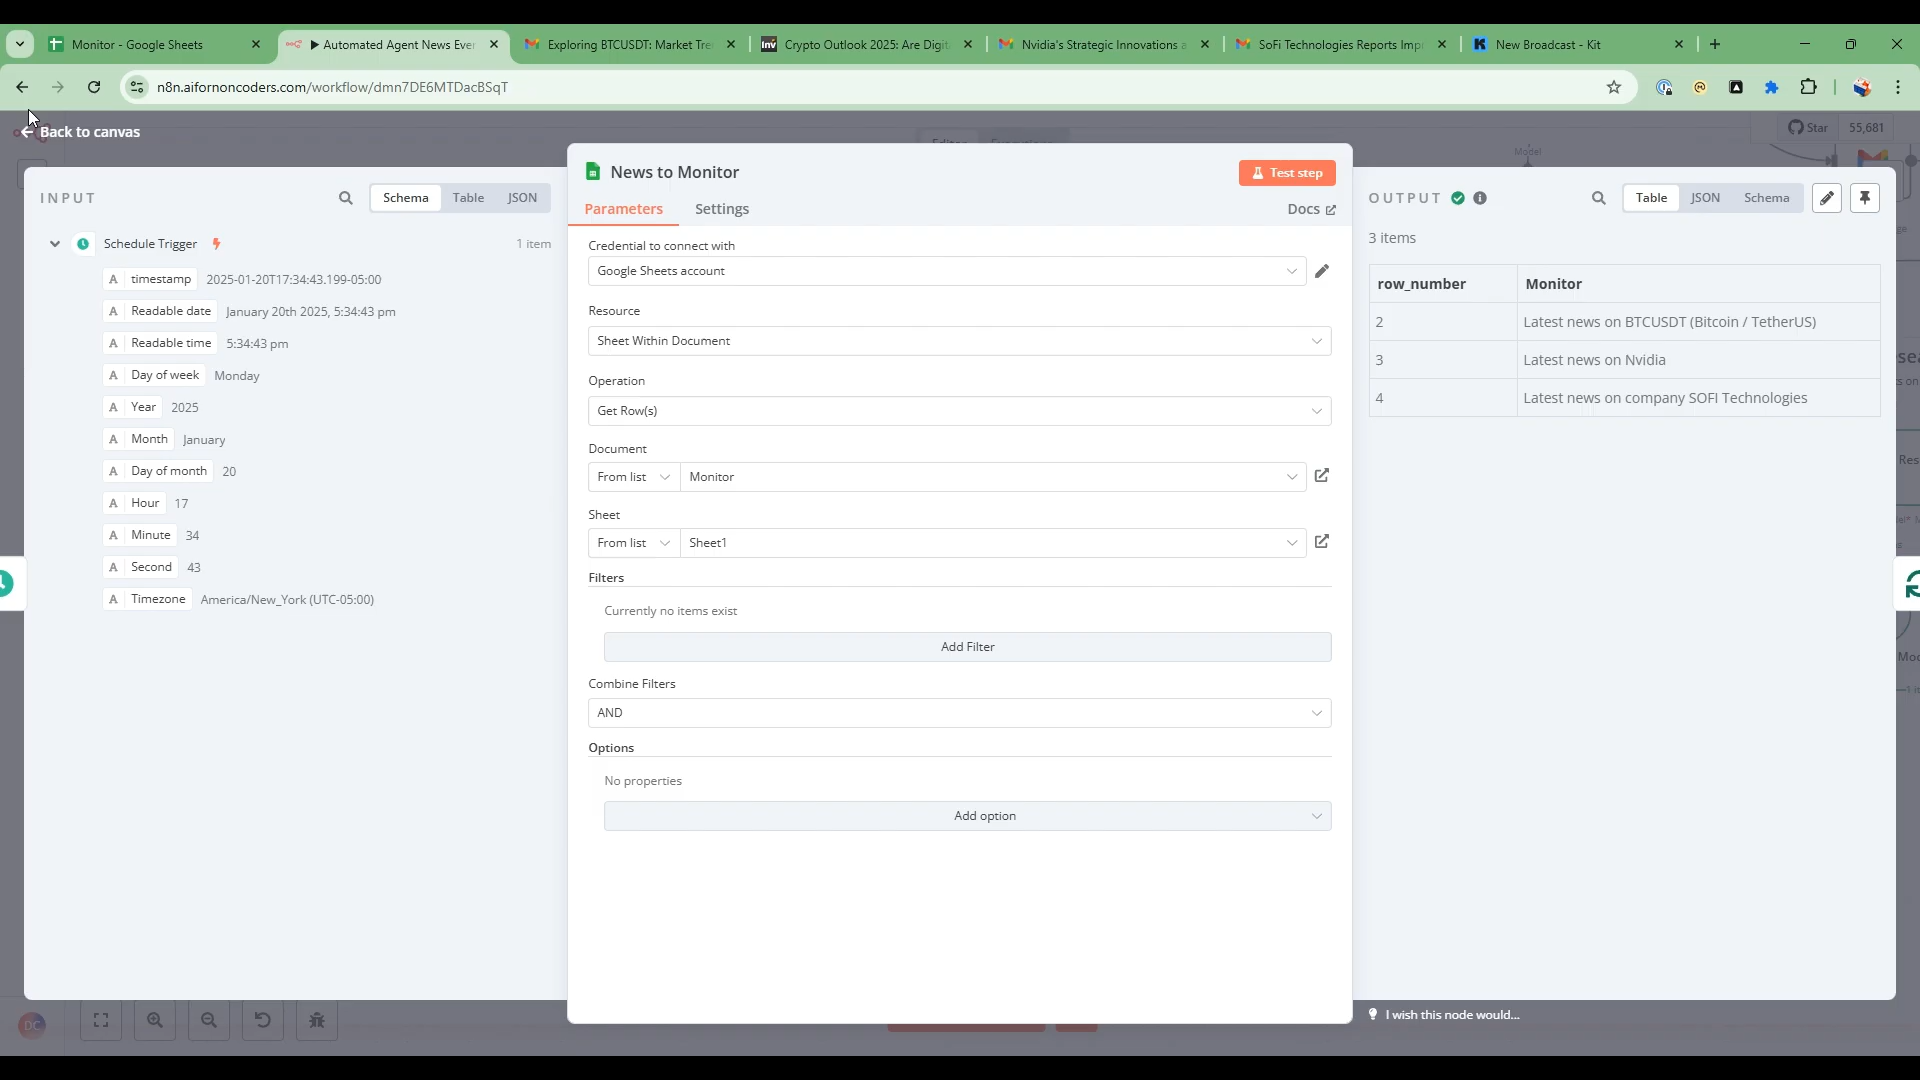 Monitor - Google Sheets
Automated Agent News Eve
Exploring BTCUSDT: Market Tre
Crypto Outlook 2025: Are Digit
Nvidia's Strategic Innovations a
SoFi Technologies Reports Impr
New Broadcast - Kit
n8n.aifornoncoders.com/workflow/dmn7DE6MTDacBSqT
Back to canvas
Editor
Model
Star 55,681
INPUT
Schema Table JSON
Schedule Trigger
1 item
A timestamp 2025-01-20T17:34:43.199-05:00
A Readable date January 20th 2025, 5:34:43 pm
A Readable time 5:34:43 pm
A Day of week Monday
A Year 2025
A Month January
A Day of month 20
A Hour 17
A Minute 34
A Second 43
A Timezone America/New_York (UTC-05:00)
News to Monitor
Test step
Parameters Settings
Docs
Credential to connect with
Google Sheets account
Resource
Sheet Within Document
Operation
Get Row(s)
Document
From list Monitor
Sheet
From list Sheet1
Filters
Currently no items exist
Add Filter
Combine Filters
AND
Options
No properties
Add option
OUTPUT
Table JSON Schema
3 items
row_number Monitor
2 Latest news on BTCUSDT (Bitcoin / TetherUS)
3 Latest news on Nvidia
4 Latest news on company SOFI Technologies
I wish this node would...
DC